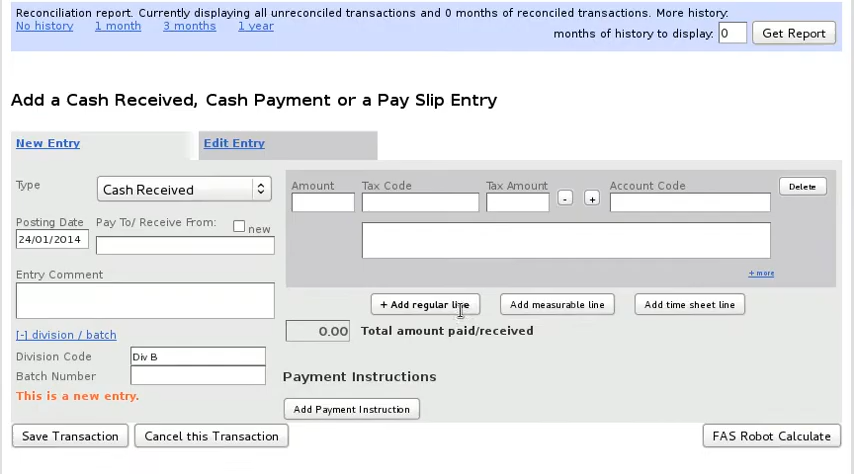 Reconciliation report. Currently displaying all unreconciled transactions and 0 months of reconciled transactions. More history:
No history 1 month 3 months 1 year
months of history to display: 0 Get Report
Add a Cash Received, Cash Payment or a Pay Slip Entry
New Entry Edit Entry
Type Cash Received
Amount Tax Code Tax Amount - + Account Code Delete
Posting Date Pay To/ Receive From: new
24/01/2014
+ more
Entry Comment
+ Add regular line Add measurable line Add time sheet line
0.00 Total amount paid/received
[-] division / batch
Division Code Div B
Batch Number
Payment Instructions
This is a new entry.
Add Payment Instruction
Save Transaction Cancel this Transaction FAS Robot Calculate